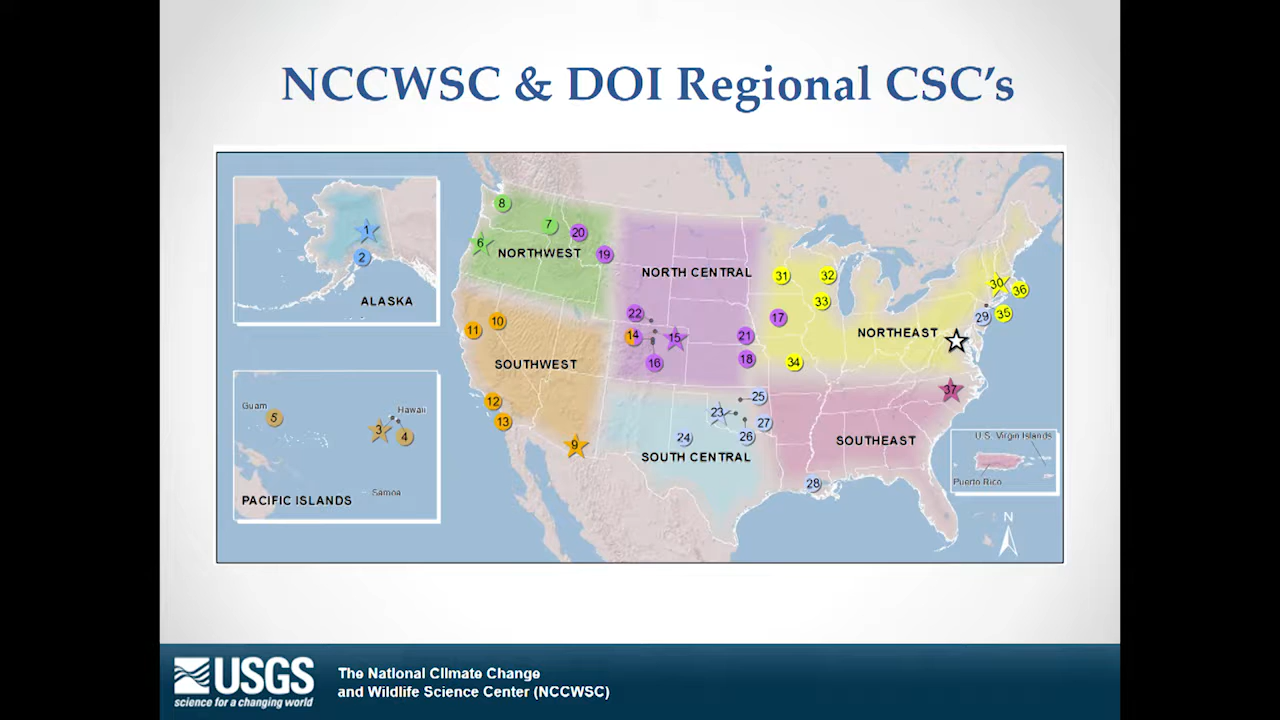 NCCWSC & DOI Regional CSC's
1
2
ALASKA
Guam
5
Hawaii
3
4
Samoa
PACIFIC ISLANDS
8
7
20
6
NORTHWEST
19
NORTH CENTRAL
31
32
30
36
33
22
17
29
35
10
11
14
15
21
NORTHEAST
SOUTHWEST
16
18
34
12
13
9
25
37
23
27
24
26
SOUTH CENTRAL
SOUTHEAST
28
U.S. Virgin Islands
Puerto Rico
N
USGS
science for a changing world
The National Climate Change
and Wildlife Science Center (NCCWSC)